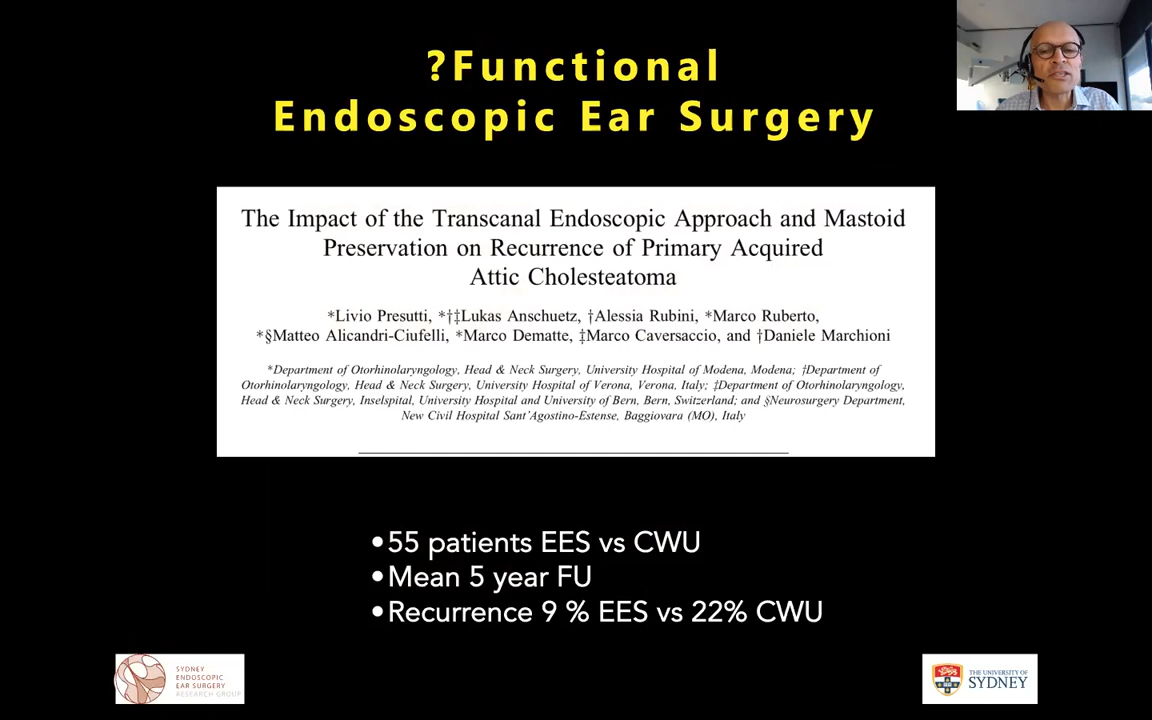 ?Functional
Endoscopic Ear Surgery
The Impact of the Transcanal Endoscopic Approach and Mastoid
Preservation on Recurrence of Primary Acquired
Attic Cholesteatoma
*Livio Presutti, *†‡Lukas Anschuetz, †Alessia Rubini, *Marco Ruberto,
*§Matteo Alicandri-Ciufelli, *Marco Dematte, ‡Marco Caversaccio, and †Daniele Marchioni
*Department of Otorhinolaryngology, Head & Neck Surgery, University Hospital of Modena, Modena; †Department of
Otorhinolaryngology, Head & Neck Surgery, University Hospital of Verona, Verona, Italy; ‡Department of Otorhinolaryngology,
Head & Neck Surgery, Inselspital, University Hospital and University of Bern, Bern, Switzerland; and §Neurosurgery Department,
New Civil Hospital Sant'Agostino-Estense, Baggiovara (MO), Italy
•55 patients EES vs CWU
•Mean 5 year FU
•Recurrence 9 % EES vs 22% CWU
SYDNEY
ENDOSCOPIC
EAR SURGERY
RESEARCH GROUP
THE UNIVERSITY OF
SYDNEY